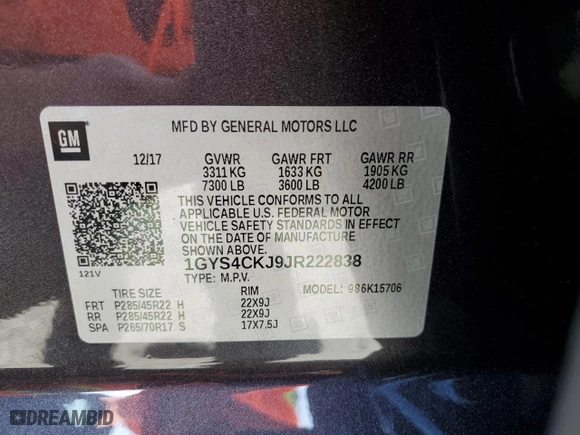 GM
MFD BY GENERAL MOTORS LLC
12/17 GVWR GAWR FRT GAWR RR
3311 KG 1633 KG 1905 KG
7300 LB 3600 LB 4200 LB
THIS VEHICLE CONFORMS TO ALL
APPLICABLE U.S. FEDERAL MOTOR
VEHICLE SAFETY STANDARDS IN EFFECT
ON THE DATE OF MANUFACTURE
SHOWN ABOVE.
1GYS4CKJ9JR222838
121V
TYPE: M.P.V.
TIRE SIZE RIM MODEL: 986K15706
FRT P285/45R22 H 22X9J
RR P285/45R22 H 22X9J
SPA P265/70R17 S 17X7.5J
DREAMBID